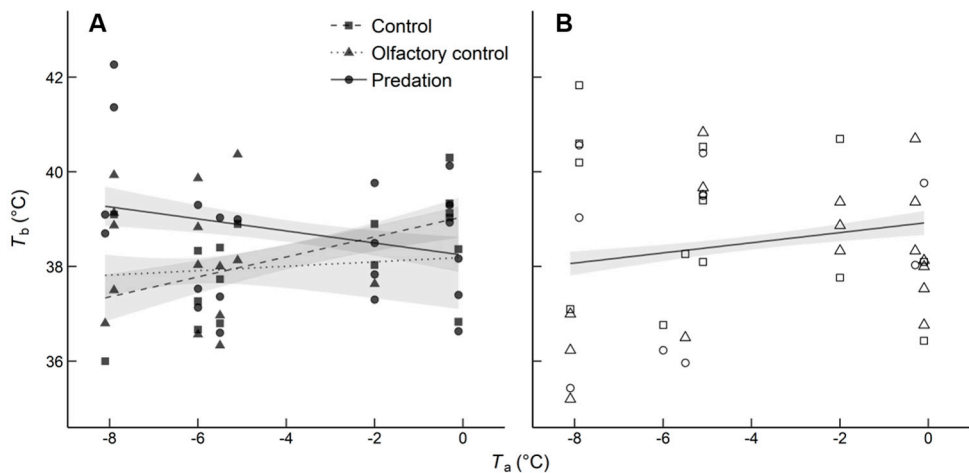 A
B
Control
Olfactory control
Predation
42
40
38
36
Tb (°C)
-8 -6 -4 -2 0
-8 -6 -4 -2 0
Ta (°C)